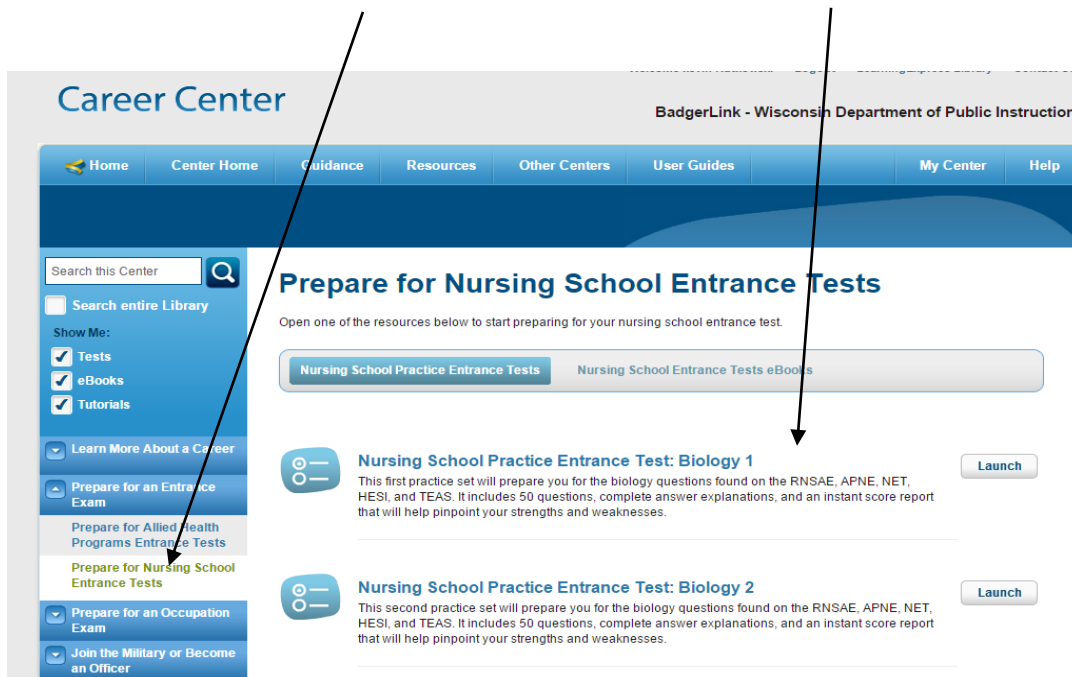 Career Center
BadgerLink - Wisconsin Department of Public Instruction
Home Center Home Guidance Resources Other Centers User Guides My Center Help
Search this Center
Search entire Library
Show Me:
Tests
eBooks
Tutorials
Learn More About a Career
Prepare for an Entrance
Exam
Prepare for Allied Health
Programs Entrance Tests
Prepare for Nursing School
Entrance Tests
Prepare for an Occupation
Exam
Join the Military or Become
an Officer
Prepare for Nursing School Entrance Tests
Open one of the resources below to start preparing for your nursing school entrance test.
Nursing School Practice Entrance Tests Nursing School Entrance Tests eBooks
Nursing School Practice Entrance Test: Biology 1
This first practice set will prepare you for the biology questions found on the RNSAE, APNE, NET,
HESI, and TEAS. It includes 50 questions, complete answer explanations, and an instant score report
that will help pinpoint your strengths and weaknesses.
Launch
Nursing School Practice Entrance Test: Biology 2
This second practice set will prepare you for the biology questions found on the RNSAE, APNE, NET,
HESI, and TEAS. It includes 50 questions, complete answer explanations, and an instant score report
that will help pinpoint your strengths and weaknesses.
Launch